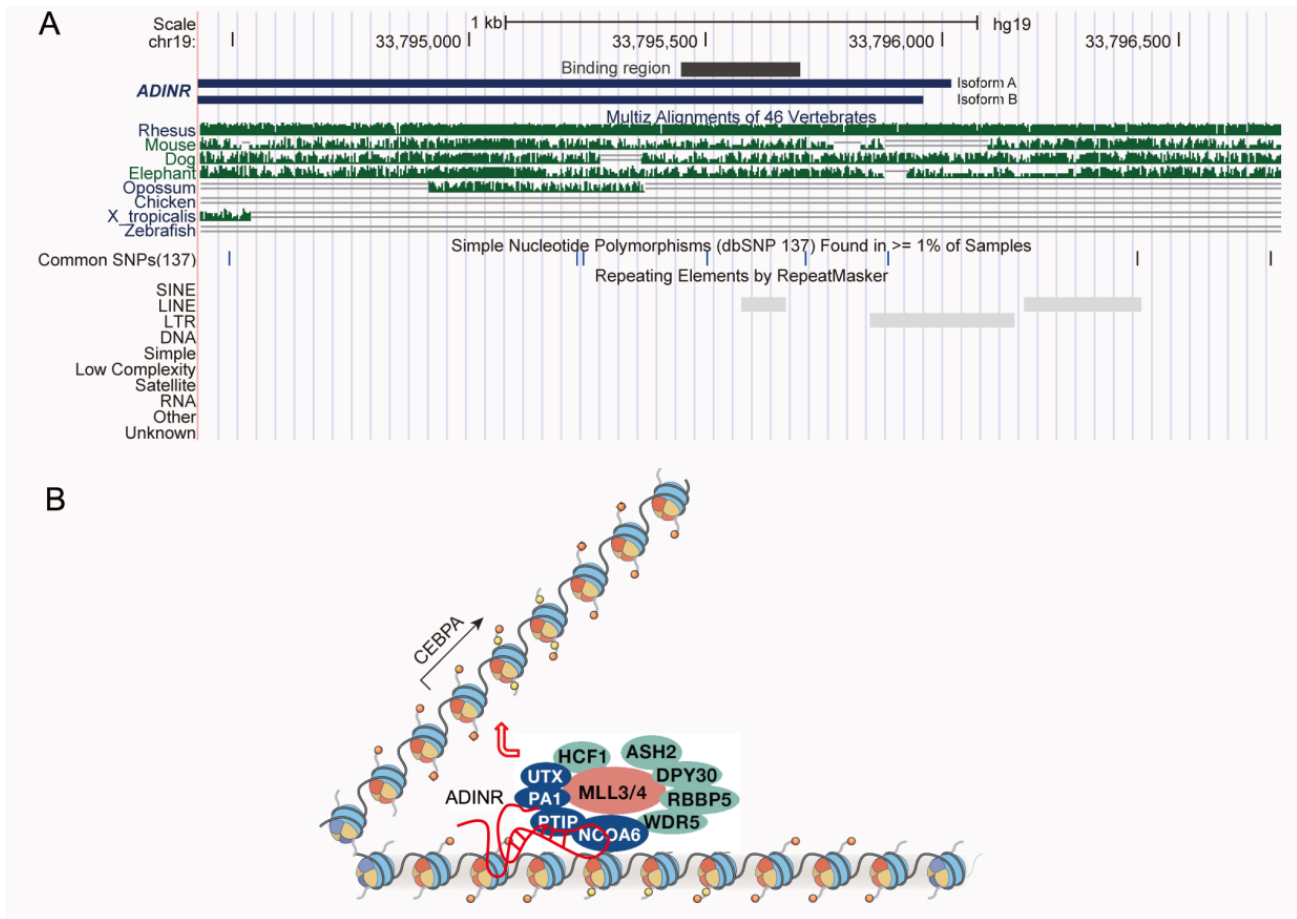 A
Scale 1 kb hg19
chr19: 33,795,000 33,795,500 33,796,000 33,796,500
Binding region
ADINR Isoform A
Isoform B
Multiz Alignments of 46 Vertebrates
Rhesus
Mouse
Dog
Elephant
Opossum
Chicken
X_tropicalis
Zebrafish
Simple Nucleotide Polymorphisms (dbSNP 137) Found in >= 1% of Samples
Common SNPs(137)
Repeating Elements by RepeatMasker
SINE
LINE
LTR
DNA
Simple
Low Complexity
Satellite
RNA
Other
Unknown
B
CEBPA
HCF1 ASH2
UTX DPY30
MLL3/4
ADINR PA1 RBBP5
PTIP WDR5
NCOA6